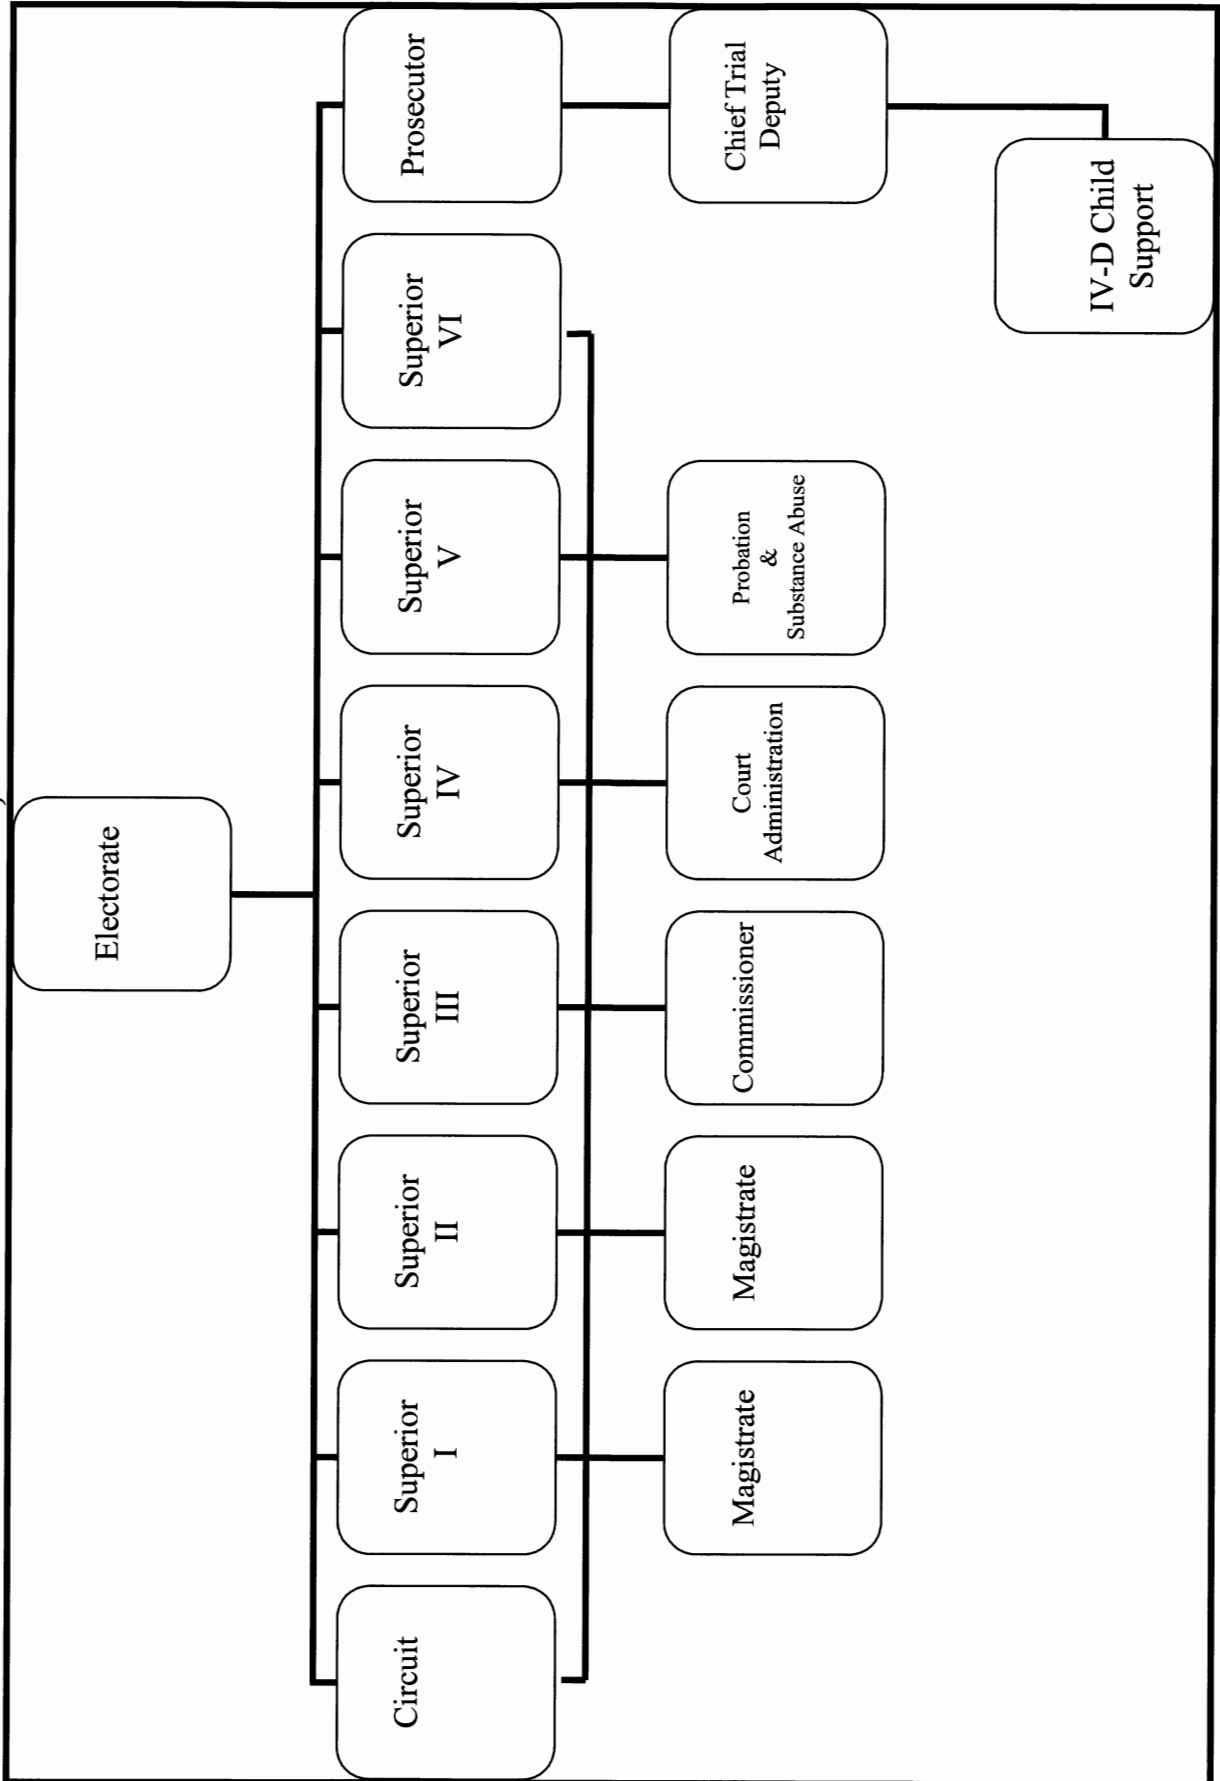 Electorate
Circuit
Superior
I
Superior
II
Superior
III
Superior
IV
Superior
V
Superior
VI
Prosecutor
Magistrate
Magistrate
Commissioner
Court
Administration
Probation
&
Substance Abuse
Chief Trial
Deputy
IV-D Child
Support